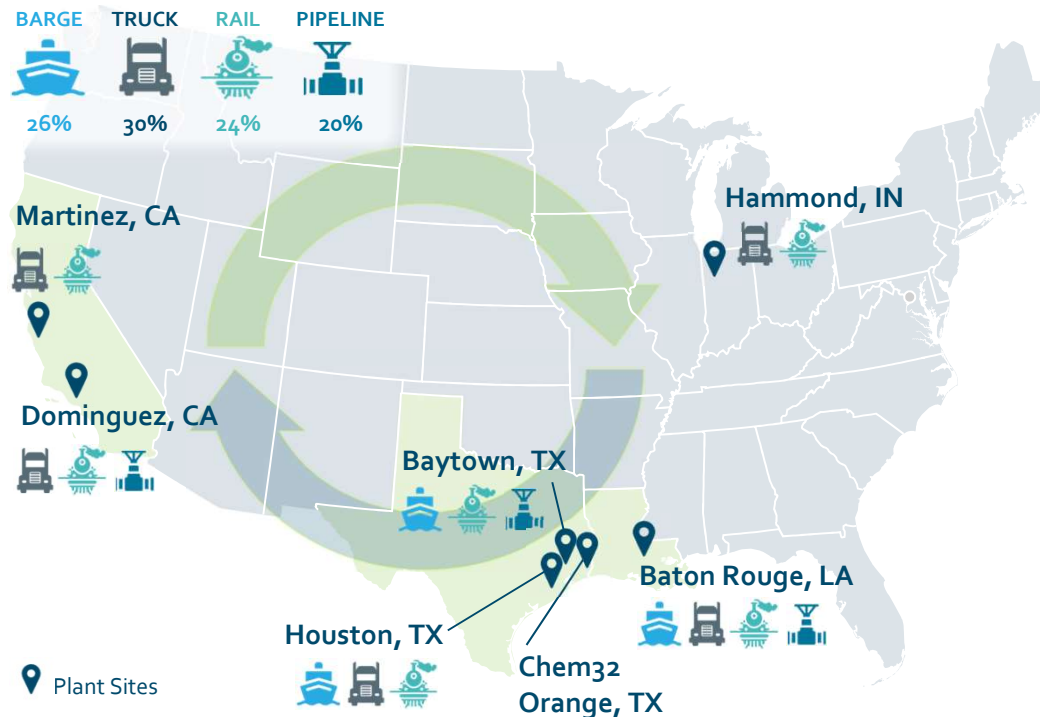 BARGE TRUCK RAIL PIPELINE
26% 30% 24% 20%
Martinez, CA
Hammond, IN
Dominguez, CA
Baytown, TX
Baton Rouge, LA
Houston, TX
Chem32
Orange, TX
Plant Sites